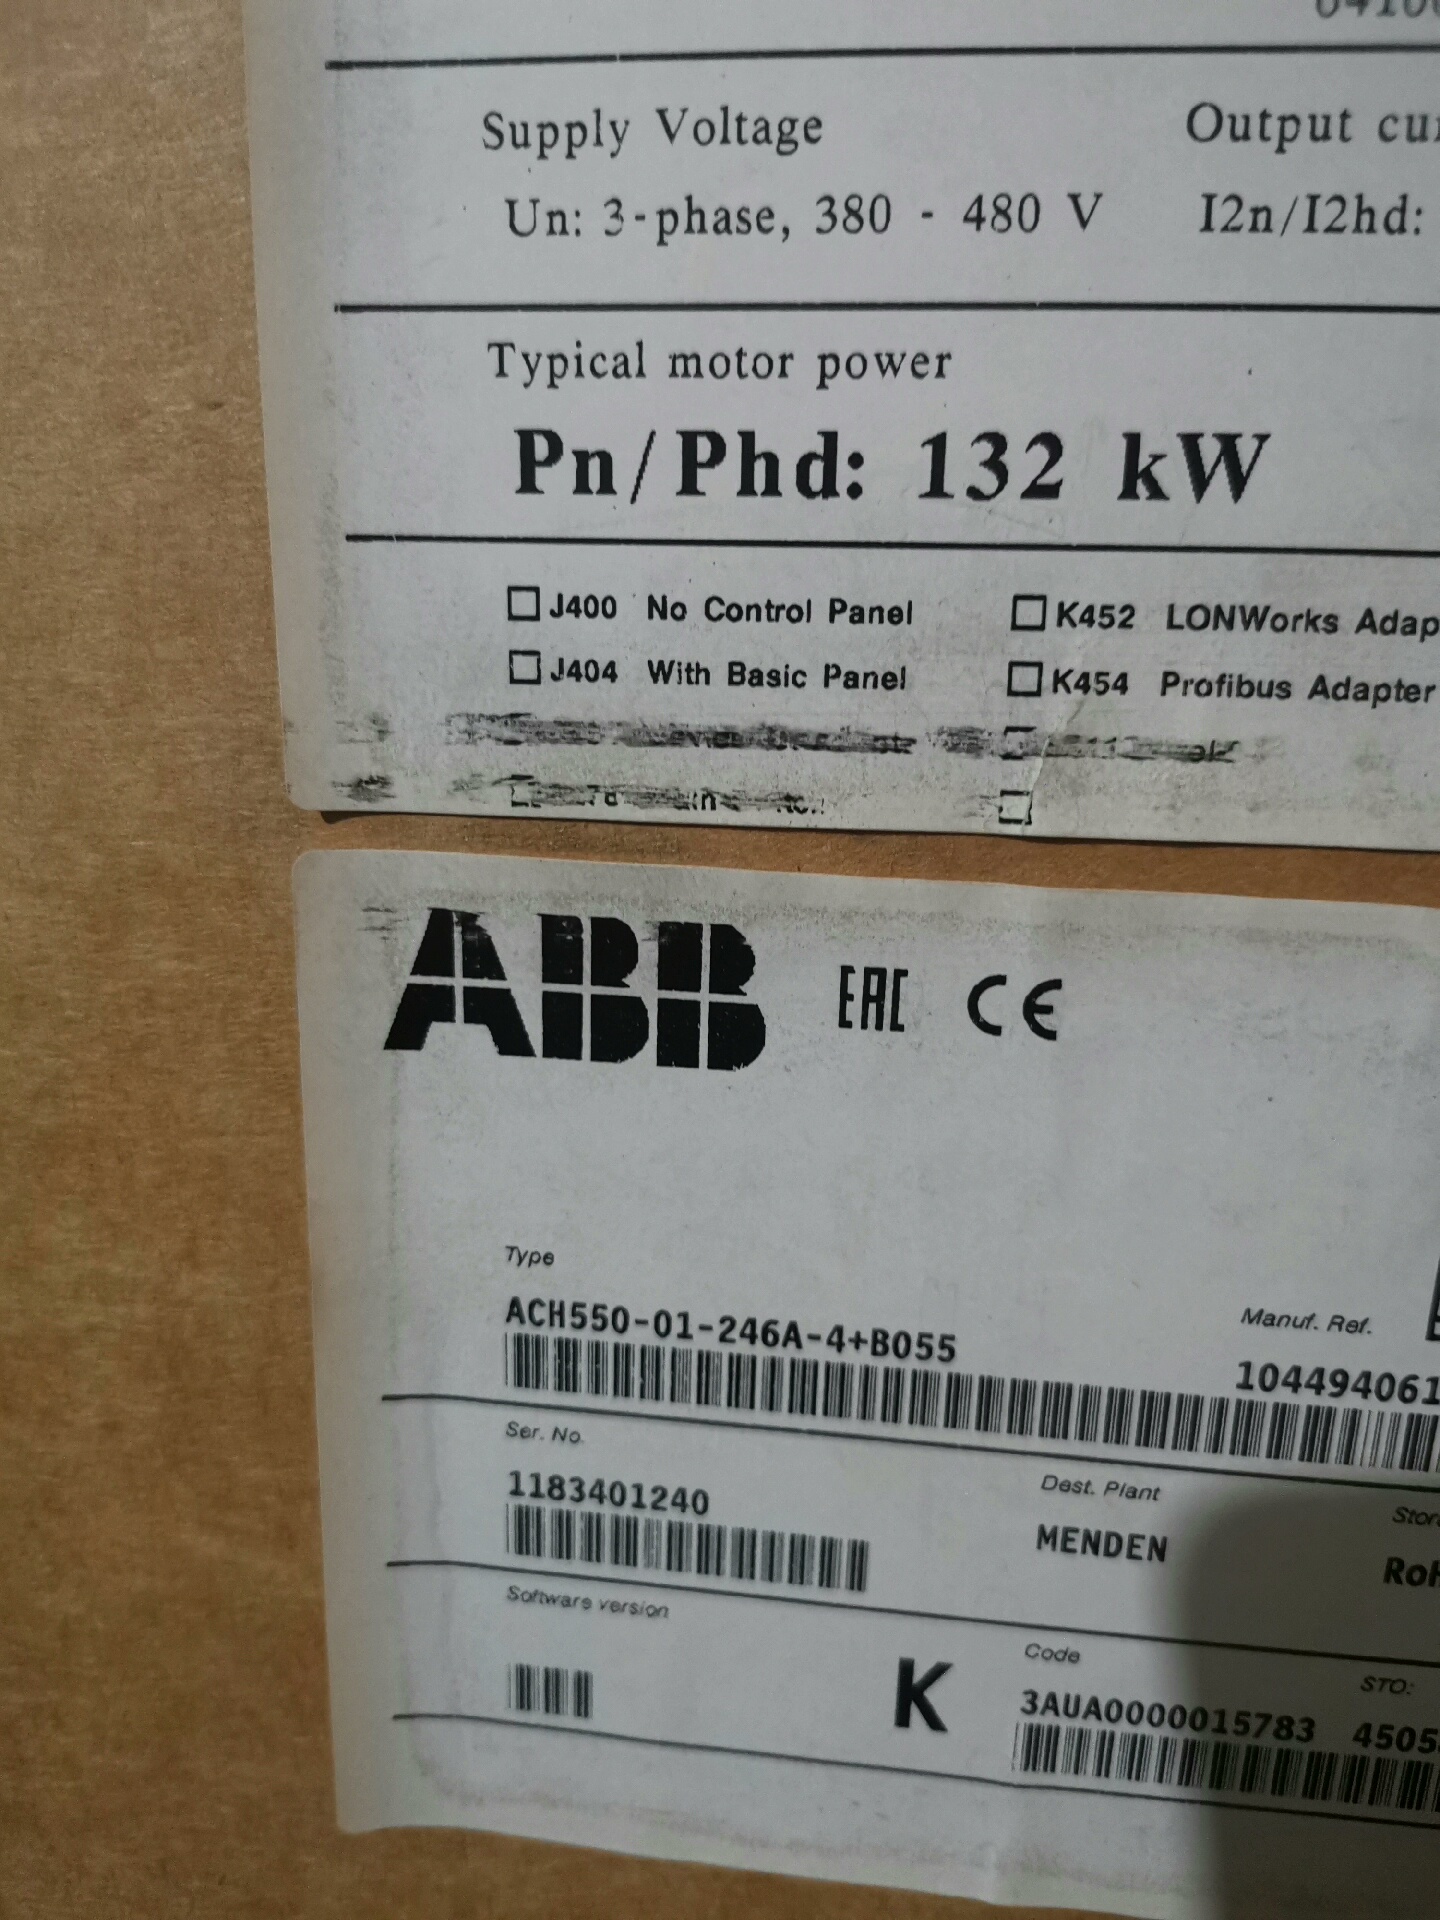 Supply Voltage
Output
Un: 3-phase, 380 - 480 V
I2n/I2hd:
Typical motor power
Pn/Phd: 132 kW
J400 No Control Panel
K452 LONWorks Adap
J404 With Basic Panel
K454 Profibus Adapter
ABB EAC CE
Type
ACH550-01-246A-4+B055
Manuf. Ref.
104494061
Ser. No.
1183401240
Dest. Plant
MENDEN
Software version
K
Code
3AUA0000015783
STO:
4505